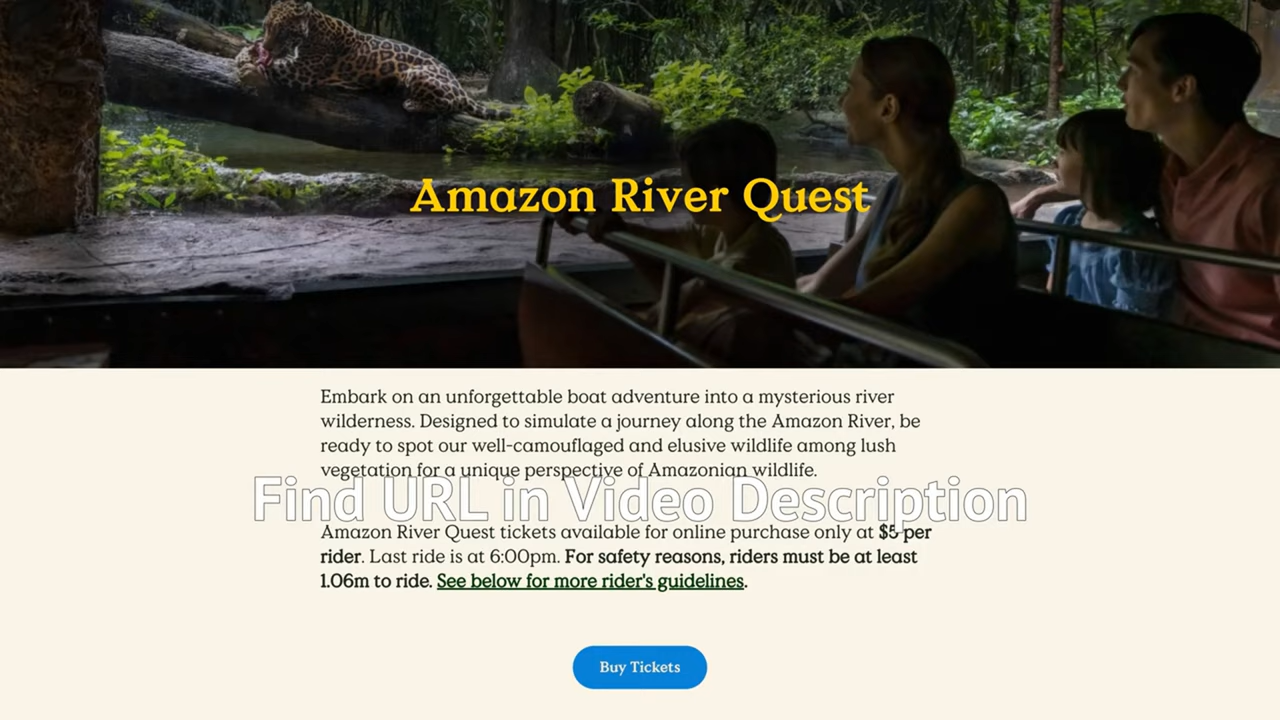 Amazon River Quest
Embark on an unforgettable boat adventure into a mysterious river
wilderness. Designed to simulate a journey along the Amazon River, be
ready to spot our well-camouflaged and elusive wildlife among lush
vegetation for a unique perspective of Amazonian wildlife.
Find URL in Video Description
Amazon River Quest tickets available for online purchase only at $5 per
rider. Last ride is at 6:00pm. For safety reasons, riders must be at least
1.06m to ride. See below for more rider's guidelines.
Buy Tickets